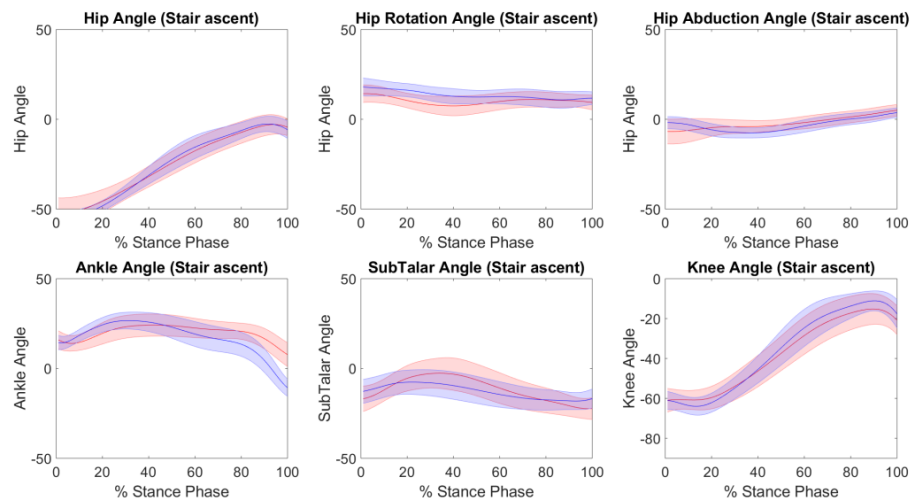 Hip Angle (Stair ascent)
Hip Rotation Angle (Stair ascent)
Hip Abduction Angle (Stair ascent)
50
0
-50
Hip Angle
0 20 40 60 80 100
% Stance Phase
50
0
-50
Hip Angle
0 20 40 60 80 100
% Stance Phase
50
0
-50
Hip Angle
0 20 40 60 80 100
% Stance Phase
Ankle Angle (Stair ascent)
SubTalar Angle (Stair ascent)
Knee Angle (Stair ascent)
50
0
-50
Ankle Angle
0 20 40 60 80 100
% Stance Phase
50
0
-50
SubTalar Angle
0 20 40 60 80 100
% Stance Phase
0
-20
-40
-60
-80
Knee Angle
0 20 40 60 80 100
% Stance Phase